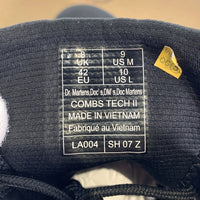 8 9
UK US M
42 10
EU US L
Dr.Martens,Doc's,DM's,Doc.Martens
COMBS TECH II
MADE IN VIETNAM
Fabriqué au Vietnam
LA004 SH 07 Z